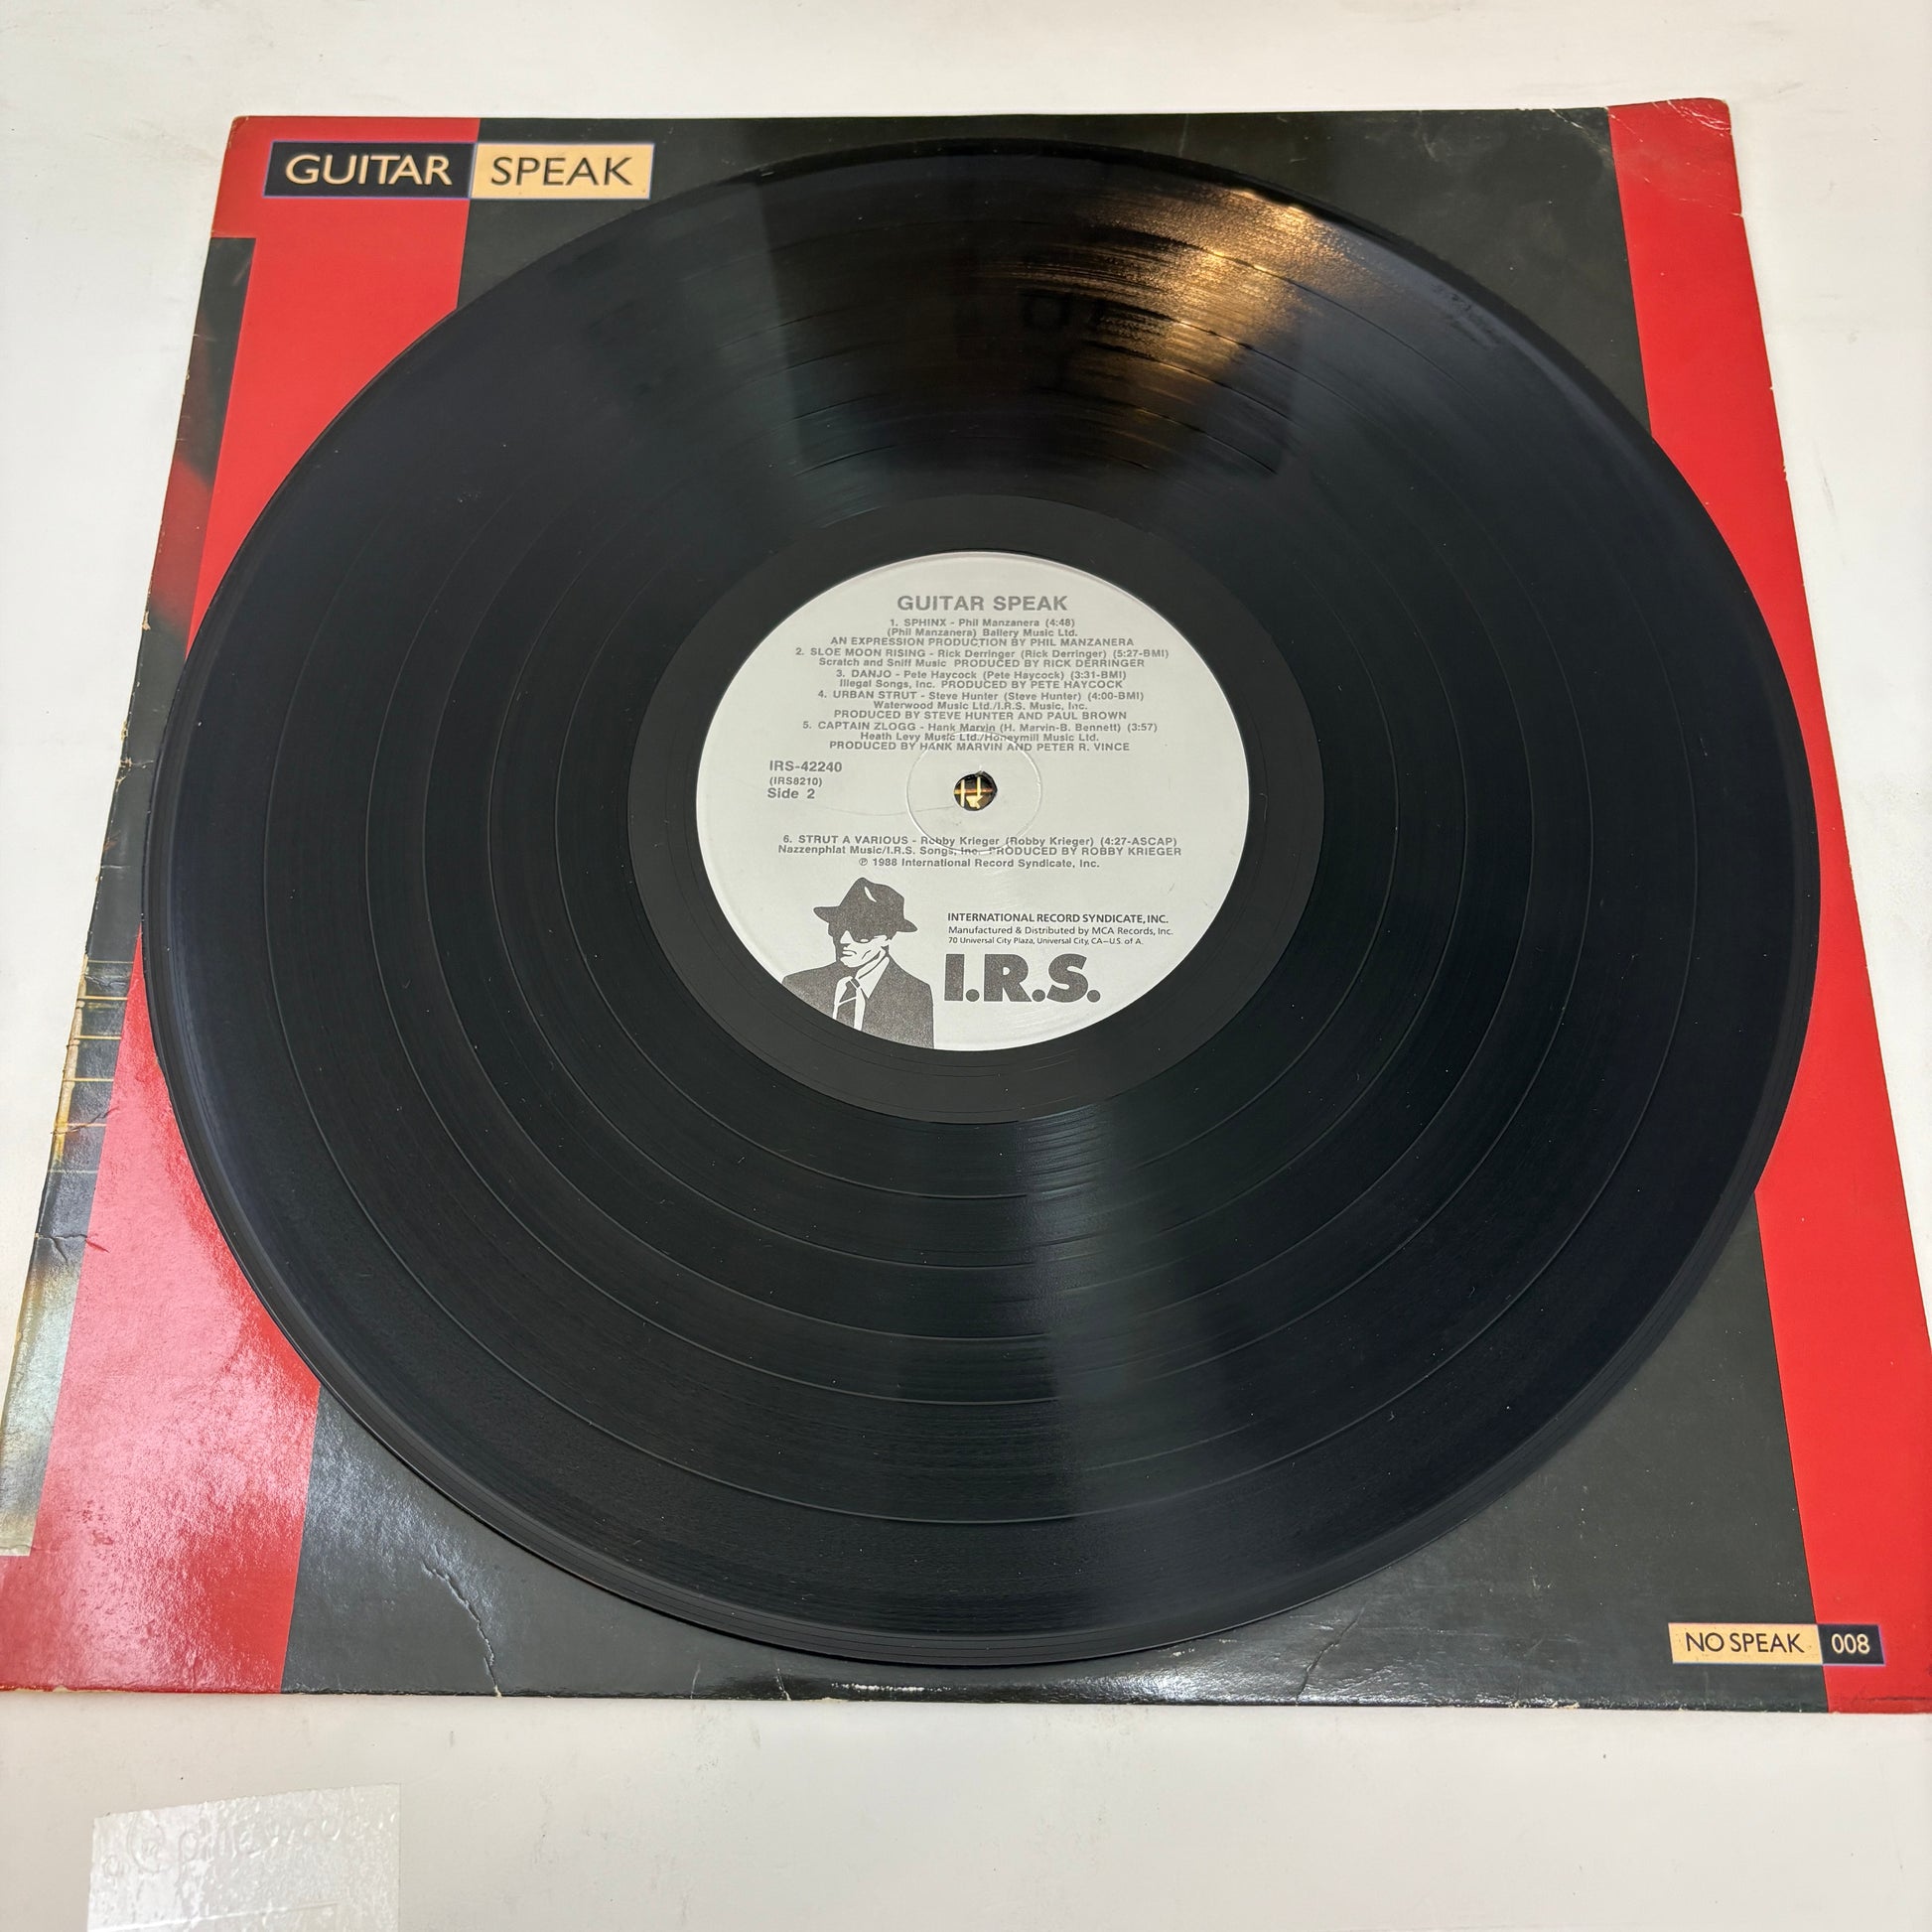 GUITAR SPEAK
GUITAR SPEAK
1. SPHINX - Phil Manzanera (4:48)
(Phil Manzanera) Ballery Music Ltd.
AN EXPRESSION PRODUCTION BY PHIL MANZANERA
2. SLOE MOON RISING - Rick Derringer (Rick Derringer) (5:27-BMI)
Scratch and Sniff Music PRODUCED BY RICK DERRINGER
3. DANJO - Pete Haycock (Pete Haycock) (3:31-BMI)
Illegal Songs, Inc. PRODUCED BY PETE HAYCOCK
4. URBAN STRUT - Steve Hunter (Steve Hunter) (4:00-BMI)
Waterwood Music Ltd./I.R.S. Music, Inc.
PRODUCED BY STEVE HUNTER AND PAUL BROWN
5. CAPTAIN ZLOGG - Hank Marvin (H. Marvin-B. Bennett) (3:57)
Heath Levy Music Ltd./Honeymill Music Ltd.
PRODUCED BY HANK MARVIN AND PETER R. VINCE
IRS-42240
(IRS8210)
Side 2
6. STRUT A VARIOUS - Robby Krieger (Robby Krieger) (4:27-ASCAP)
Nazzenphlat Music/I.R.S. Songs, Inc. PRODUCED BY ROBBY KRIEGER
℗ 1988 International Record Syndicate, Inc.
INTERNATIONAL RECORD SYNDICATE, INC.
Manufactured & Distributed by MCA Records, Inc.
70 Universal City Plaza, Universal City, CA–U.S. of A.
I.R.S.
NO SPEAK 008